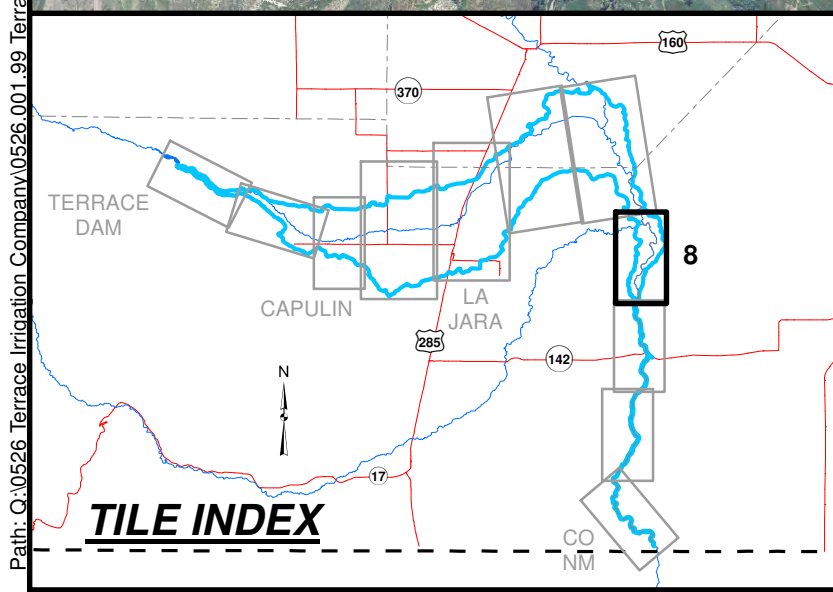 160
370
TERRACE
DAM
8
CAPULIN
LA
JARA
285
142
N
17
TILE INDEX
CO
NM
Path: Q:\0526 Terrace Irrigation Company\0526.001.99 Terra